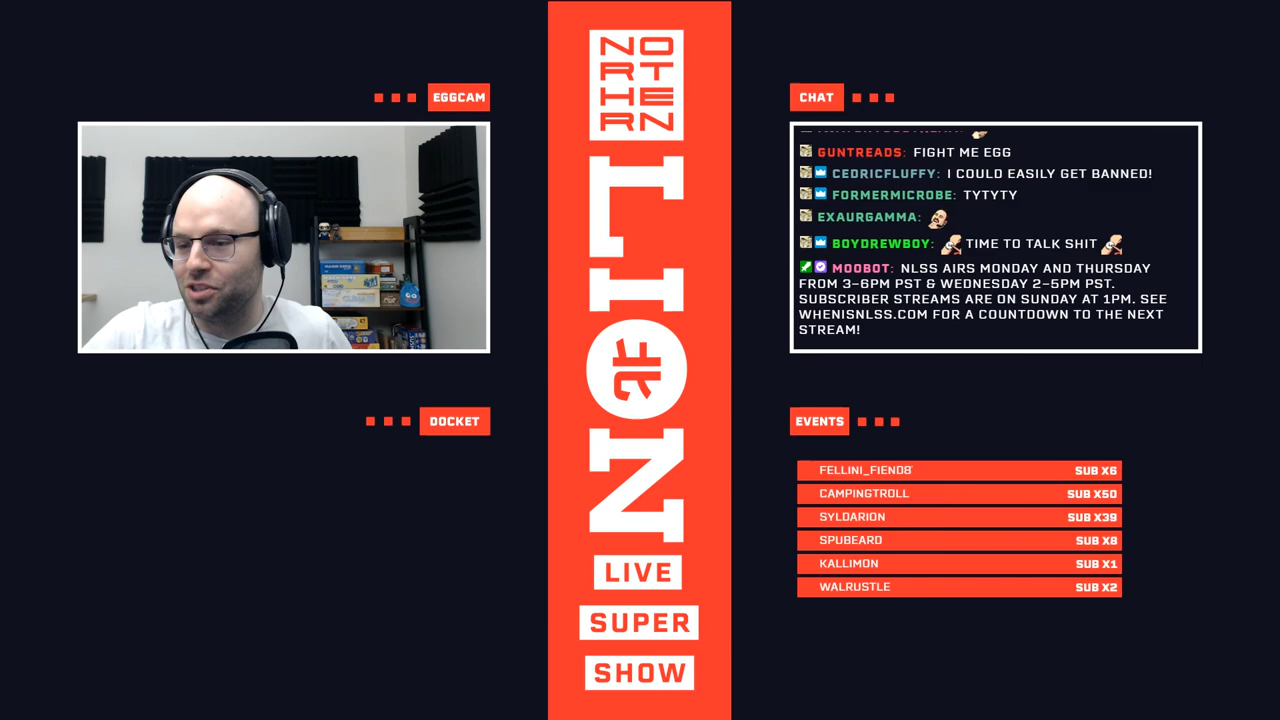 EGGCAM
DOCKET
NO
RT
HE
RN
LION
LIVE
SUPER
SHOW
CHAT
GUNTREADS: FIGHT ME EGG
CEDRICFLUFFY: I COULD EASILY GET BANNED!
FORMERMICROBE: TYTYTY
EXAURGAMMA:
BOYDREWBOY: TIME TO TALK SHIT
MOOBOT: NLSS AIRS MONDAY AND THURSDAY
FROM 3-6PM PST & WEDNESDAY 2-5PM PST.
SUBSCRIBER STREAMS ARE ON SUNDAY AT 1PM. SEE
WHENISNLSS.COM FOR A COUNTDOWN TO THE NEXT
STREAM!
EVENTS
FELLINI_FIEND8 SUB X6
CAMPINGTROLL SUB X50
SYLDARION SUB X39
SPUBEARD SUB X8
KALLIMON SUB X1
WALRUSTLE SUB X2